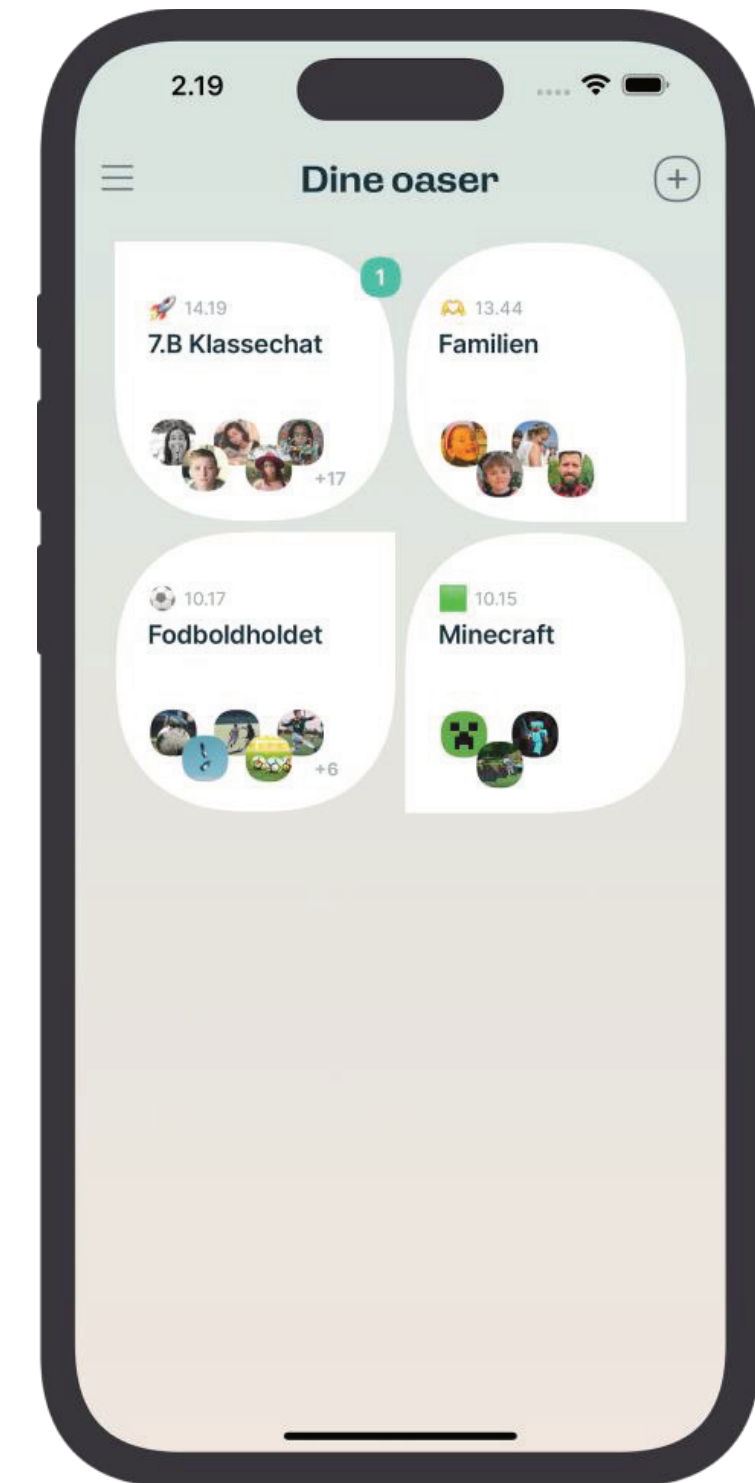 2.19
Dine oaser
1
🚀 14.19
7.B Klassechat
+17
🫶 13.44
Familien
⚽ 10.17
Fodboldholdet
+6
🟩 10.15
Minecraft